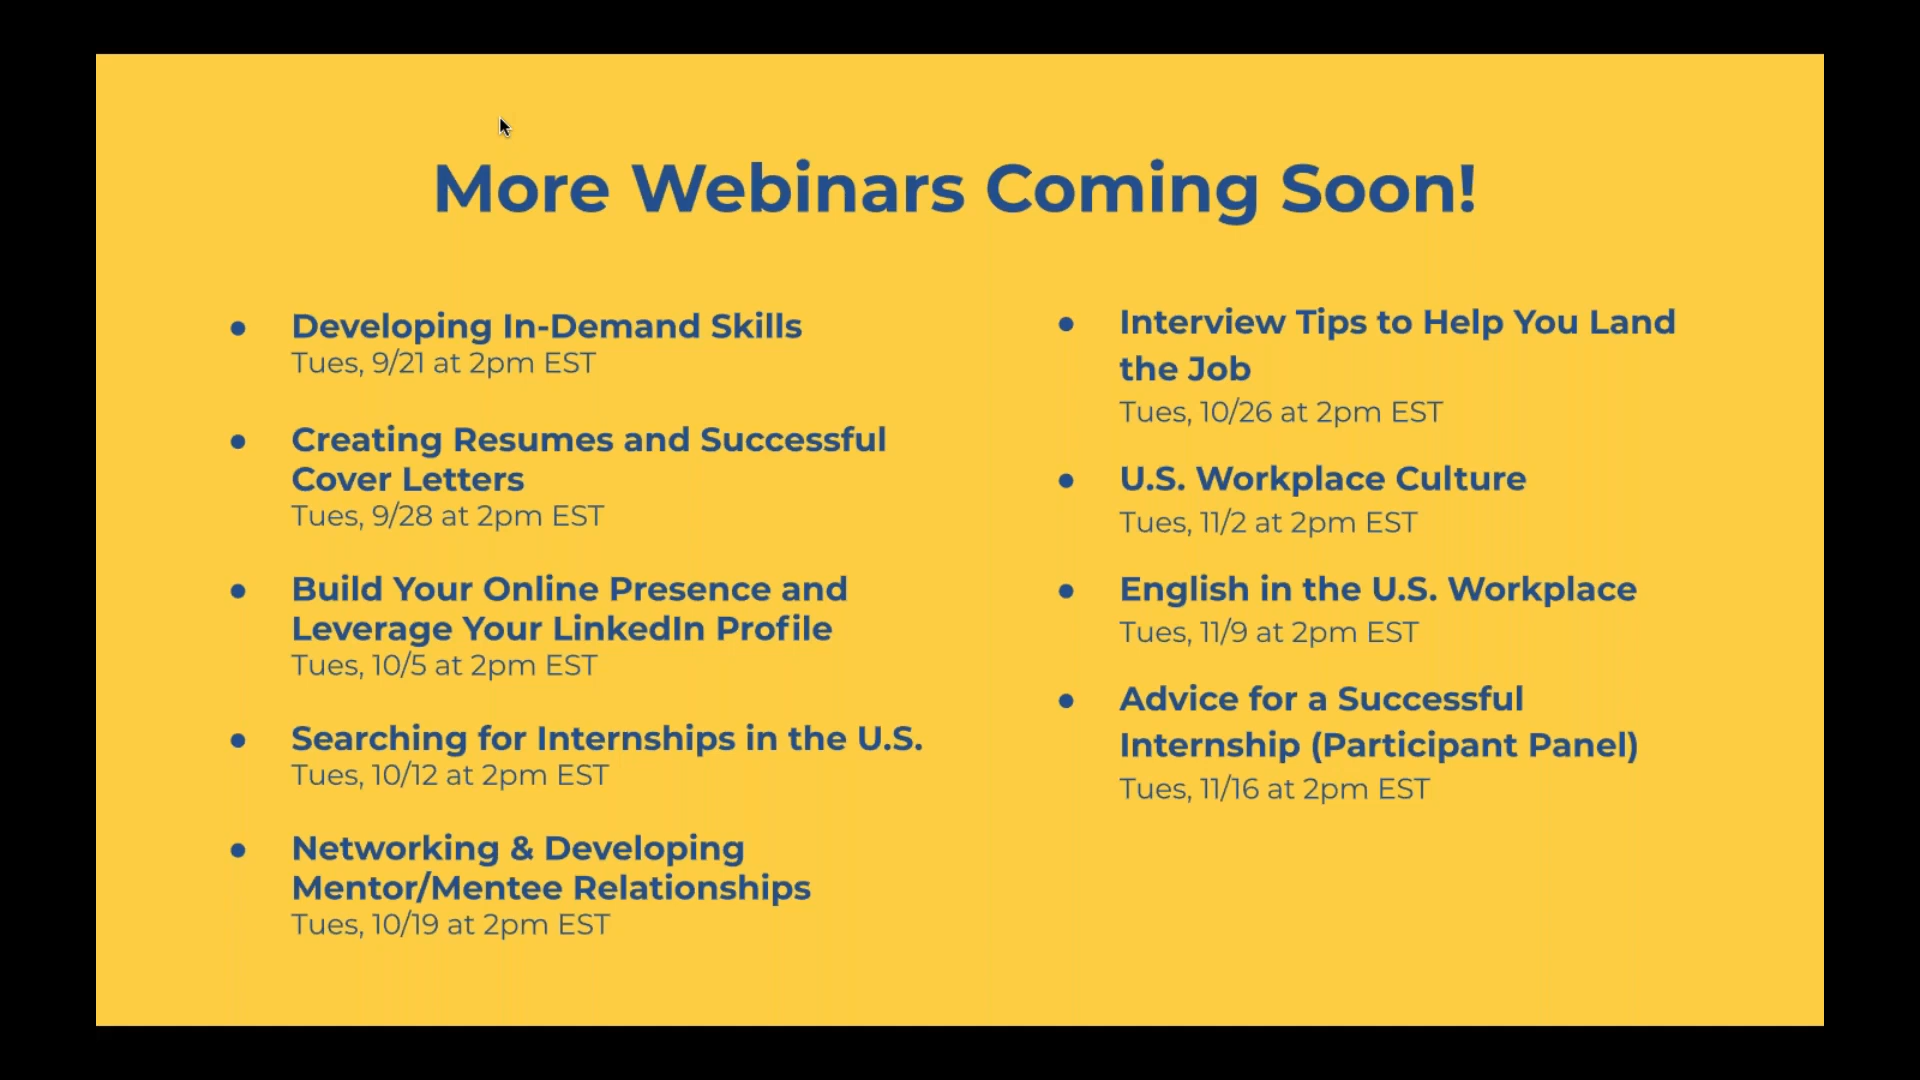 More Webinars Coming Soon!
● Developing In-Demand Skills
Tues, 9/21 at 2pm EST
● Creating Resumes and Successful
Cover Letters
Tues, 9/28 at 2pm EST
● Build Your Online Presence and
Leverage Your LinkedIn Profile
Tues, 10/5 at 2pm EST
● Searching for Internships in the U.S.
Tues, 10/12 at 2pm EST
● Networking & Developing
Mentor/Mentee Relationships
Tues, 10/19 at 2pm EST
● Interview Tips to Help You Land
the Job
Tues, 10/26 at 2pm EST
● U.S. Workplace Culture
Tues, 11/2 at 2pm EST
● English in the U.S. Workplace
Tues, 11/9 at 2pm EST
● Advice for a Successful
Internship (Participant Panel)
Tues, 11/16 at 2pm EST